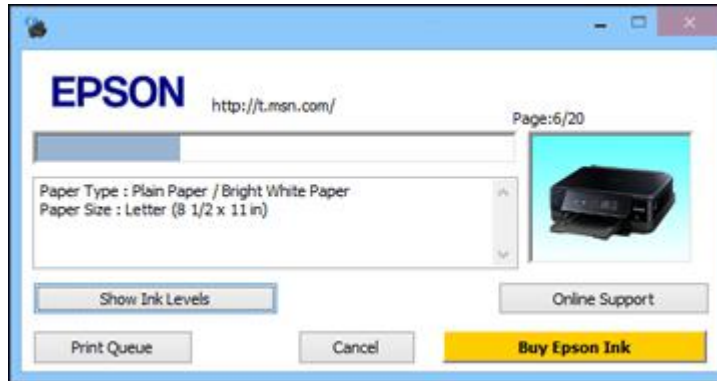 EPSON
http://t.msn.com/
Page:6/20
Paper Type : Plain Paper / Bright White Paper
Paper Size : Letter (8 1/2 x 11 in)
Show Ink Levels
Online Support
Print Queue
Cancel
Buy Epson Ink